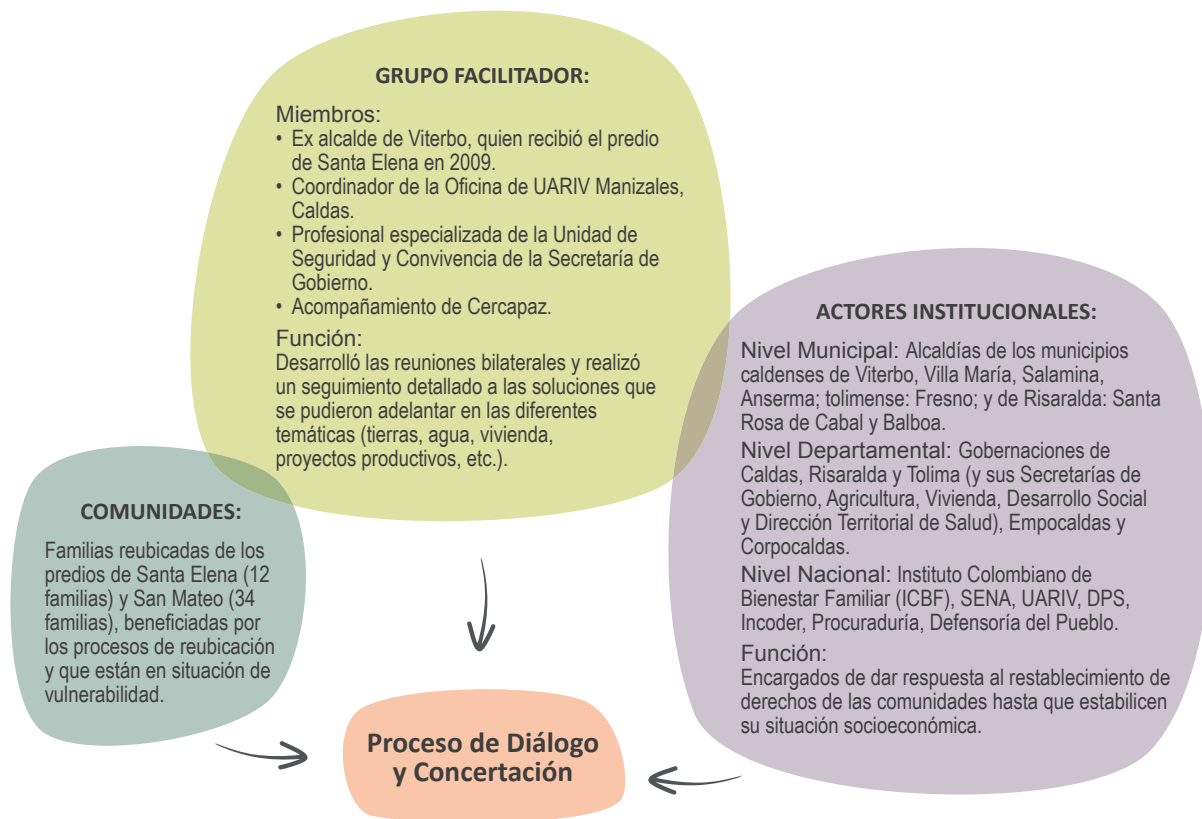 GRUPO FACILITADOR:
Miembros:
• Ex alcalde de Viterbo, quien recibió el predio
de Santa Elena en 2009.
• Coordinador de la Oficina de UARIV Manizales,
Caldas.
• Profesional especializada de la Unidad de
Seguridad y Convivencia de la Secretaría de
Gobierno.
• Acompañamiento de Cercapaz.
Función:
Desarrolló las reuniones bilaterales y realizó
un seguimiento detallado a las soluciones que
se pudieron adelantar en las diferentes
temáticas (tierras, agua, vivienda,
proyectos productivos, etc.).
ACTORES INSTITUCIONALES:
Nivel Municipal: Alcaldías de los municipios
caldenses de Viterbo, Villa María, Salamina,
Anserma; tolimense: Fresno; y de Risaralda: Santa
Rosa de Cabal y Balboa.
Nivel Departamental: Gobernaciones de
Caldas, Risaralda y Tolima (y sus Secretarías de
Gobierno, Agricultura, Vivienda, Desarrollo Social
y Dirección Territorial de Salud), Empocaldas y
Corpocaldas.
Nivel Nacional: Instituto Colombiano de
Bienestar Familiar (ICBF), SENA, UARIV, DPS,
Incoder, Procuraduría, Defensoría del Pueblo.
Función:
Encargados de dar respuesta al restablecimiento de
derechos de las comunidades hasta que estabilicen
su situación socioeconómica.
COMUNIDADES:
Familias reubicadas de los
predios de Santa Elena (12
familias) y San Mateo (34
familias), beneficiadas por
los procesos de reubicación
y que están en situación de
vulnerabilidad.
Proceso de Diálogo
y Concertación